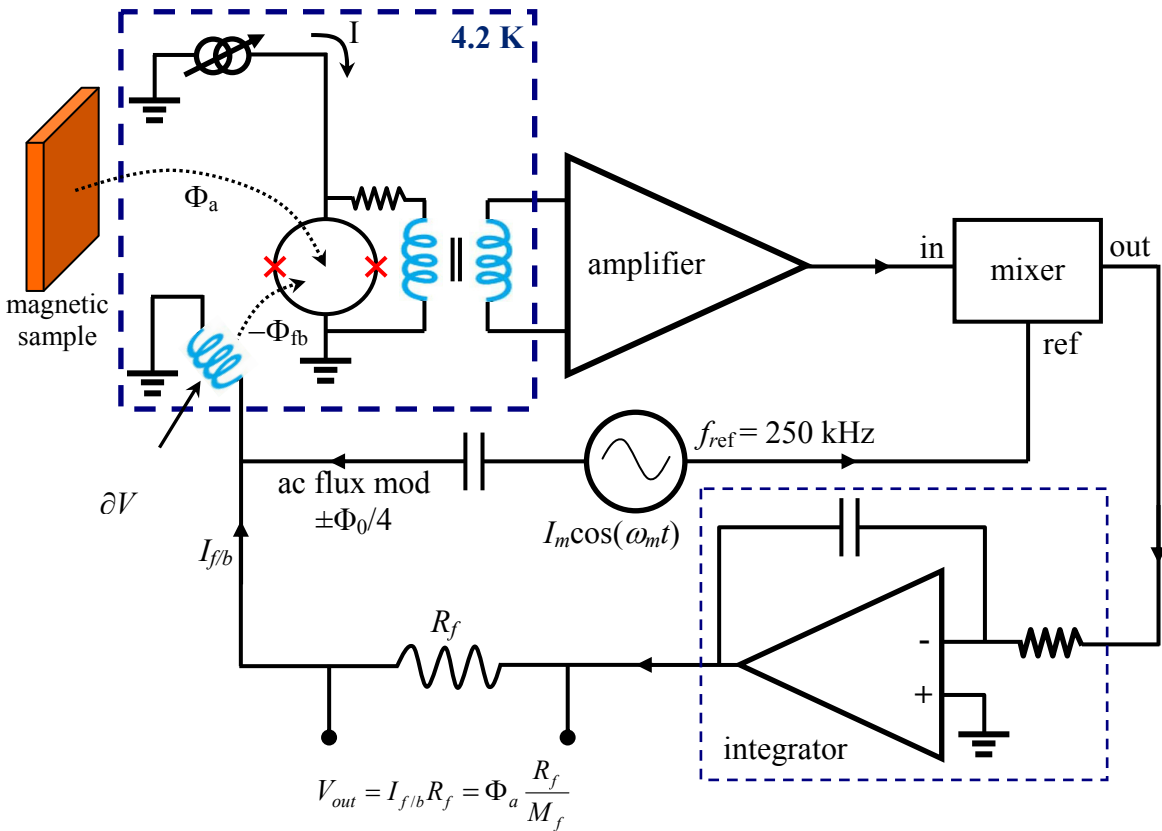 I
4.2 K
Φa
magnetic
sample
–Φfb
amplifier
in
mixer
out
ref
fref = 250 kHz
ac flux mod
±Φ0/4
∂V
Imcos(ωmt)
If/b
Rf
-
+
integrator
Vout = If/b Rf = Φa Rf/Mf